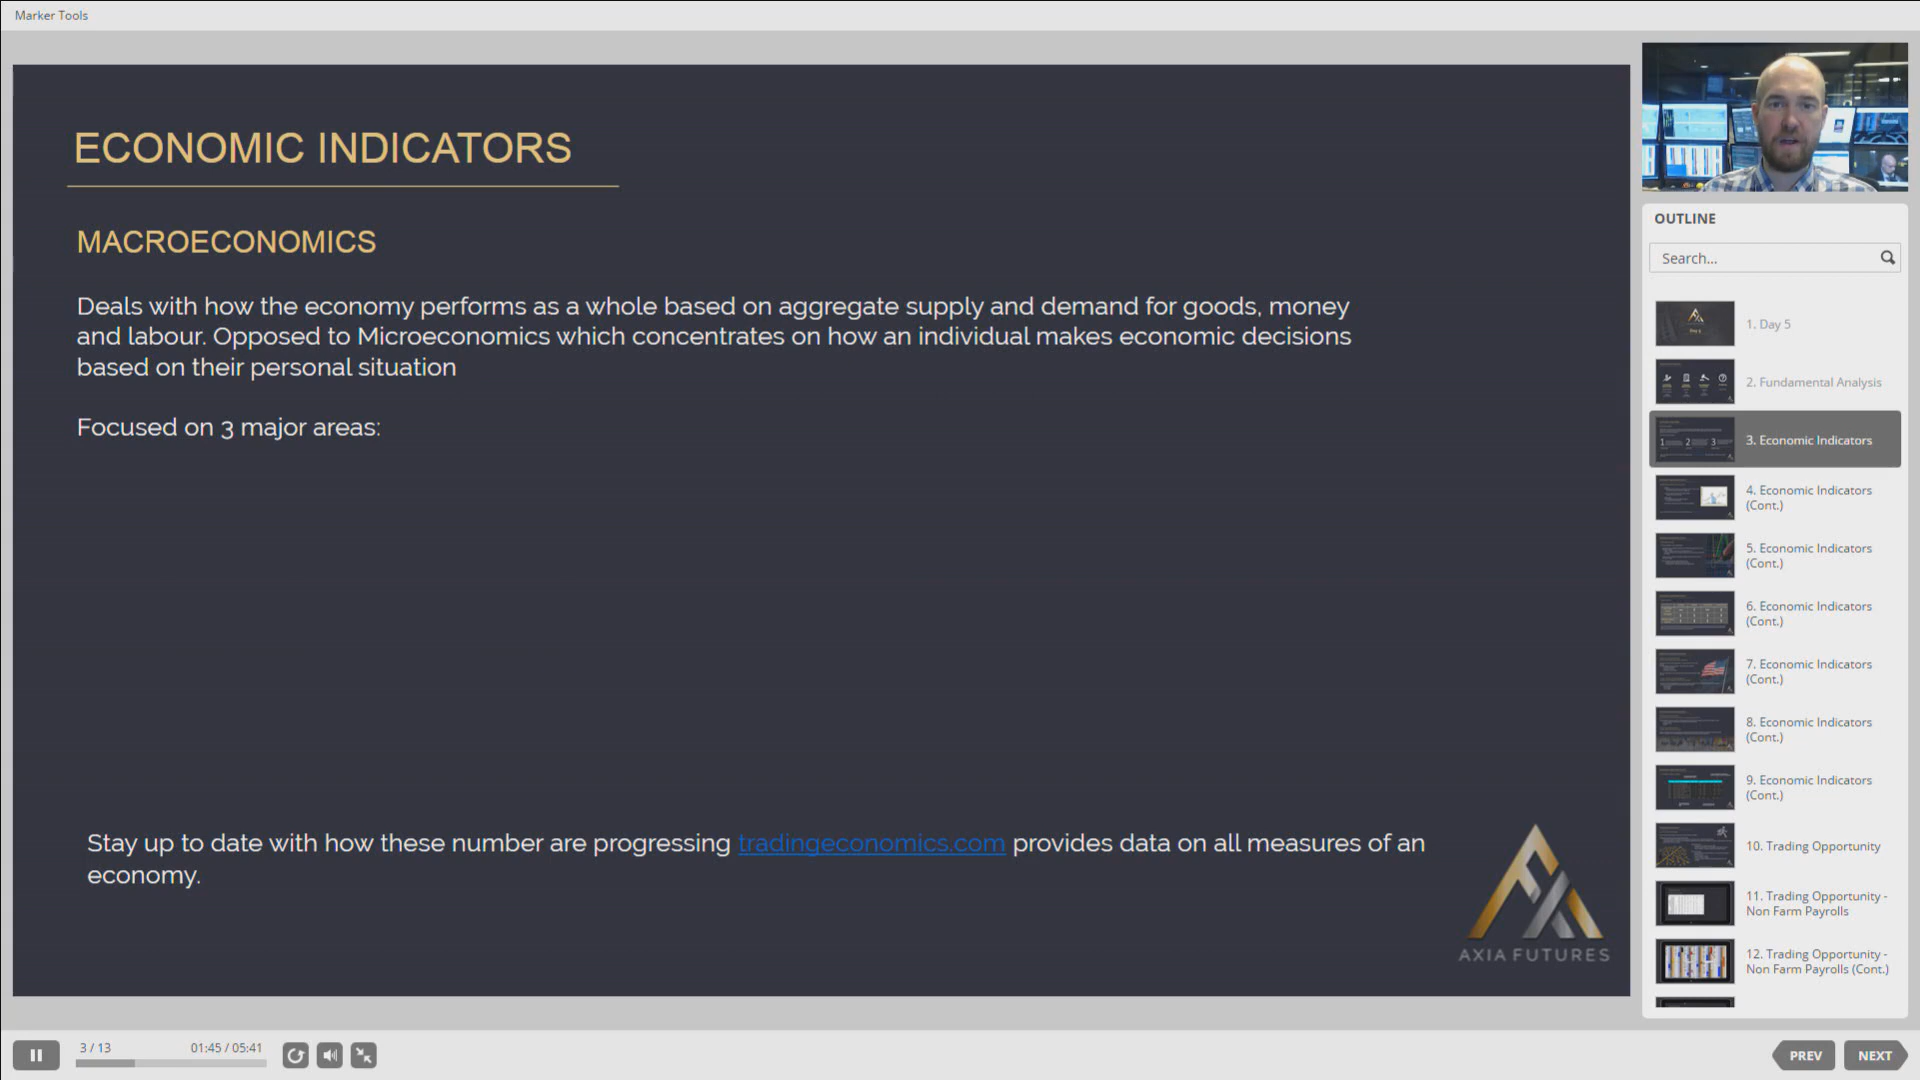 Marker Tools
ECONOMIC INDICATORS
MACROECONOMICS
Deals with how the economy performs as a whole based on aggregate supply and demand for goods, money
and labour. Opposed to Microeconomics which concentrates on how an individual makes economic decisions
based on their personal situation
Focused on 3 major areas:
Stay up to date with how these number are progressing tradingeconomics.com provides data on all measures of an
economy.
AXIA FUTURES
OUTLINE
Search...
1. Day 5
2. Fundamental Analysis
3. Economic Indicators
4. Economic Indicators
(Cont.)
5. Economic Indicators
(Cont.)
6. Economic Indicators
(Cont.)
7. Economic Indicators
(Cont.)
8. Economic Indicators
(Cont.)
9. Economic Indicators
(Cont.)
10. Trading Opportunity
11. Trading Opportunity -
Non Farm Payrolls
12. Trading Opportunity -
Non Farm Payrolls (Cont.)
3 / 13
01:45 / 05:41
PREV
NEXT